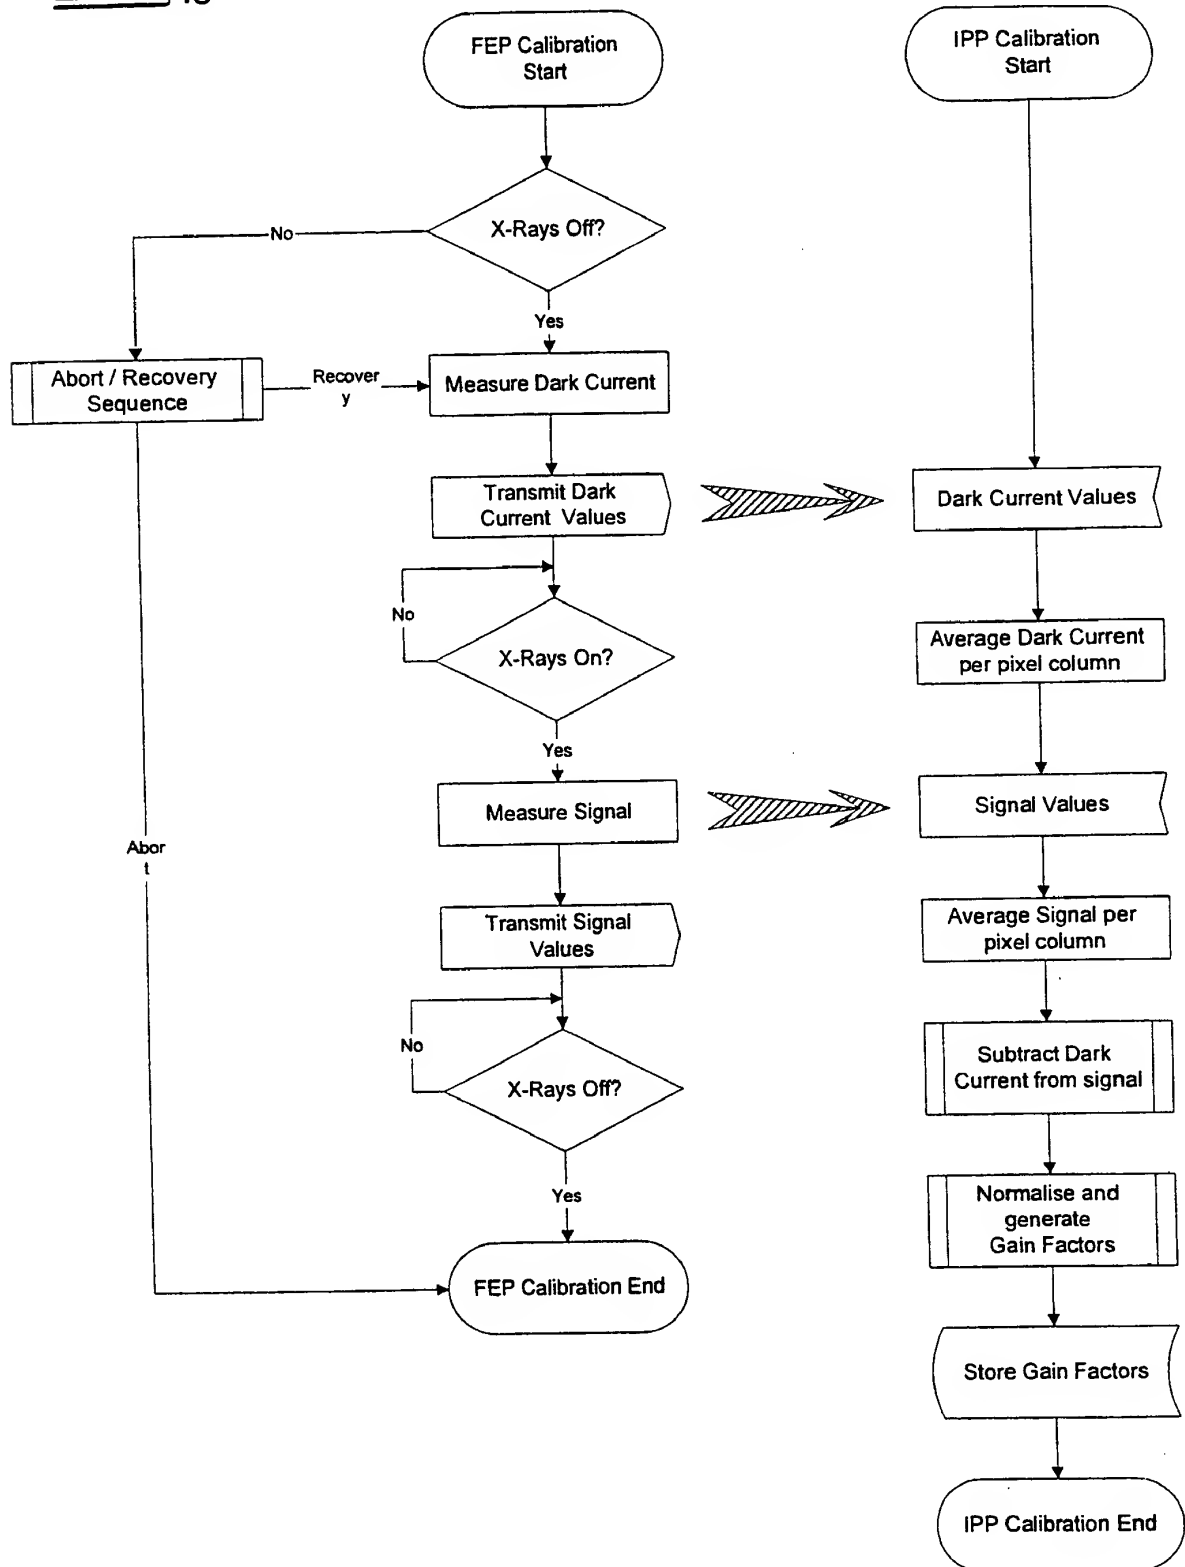 FEP Calibration
Start
X-Rays Off?
No
Yes
Abort / Recovery
Sequence
Recover
y
Measure Dark Current
Transmit Dark
Current Values
No
X-Rays On?
Yes
Measure Signal
Abor
t
Transmit Signal
Values
No
X-Rays Off?
Yes
FEP Calibration End
IPP Calibration
Start
Dark Current Values
Average Dark Current
per pixel column
Signal Values
Average Signal per
pixel column
Subtract Dark
Current from signal
Normalise and
generate
Gain Factors
Store Gain Factors
IPP Calibration End